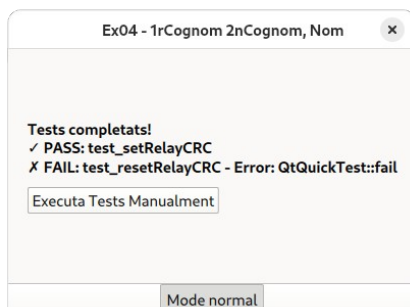 Ex04 - 1rCognom 2nCognom, Nom
Tests completats!
✓ PASS: test_setRelayCRC
✗ FAIL: test_resetRelayCRC - Error: QtQuickTest::fail
Executa Tests Manualment
Mode normal